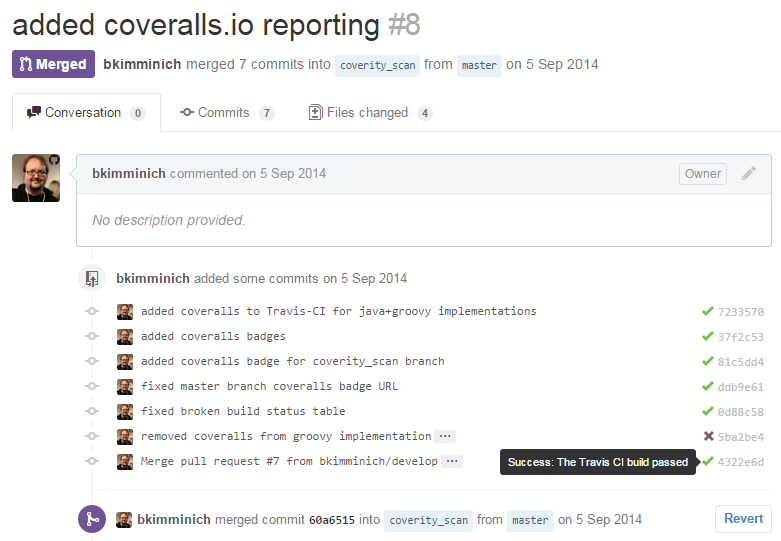 added coveralls.io reporting #8
Merged bkimminich merged 7 commits into coverity_scan from master on 5 Sep 2014
Conversation 0 Commits 7 Files changed 4
bkimminich commented on 5 Sep 2014 Owner
No description provided.
bkimminich added some commits on 5 Sep 2014
added coveralls to Travis-CI for java+groovy implementations 7233570
added coveralls badges 37f2c53
added coveralls badge for coverity_scan branch 81c5dd4
fixed master branch coveralls badge URL ddb9e61
fixed broken build status table 0d88c58
removed coveralls from groovy implementation ... 5ba2be4
Merge pull request #7 from bkimminich/develop ... Success: The Travis CI build passed 4322e6d
bkimminich merged commit 60a6515 into coverity_scan from master on 5 Sep 2014 Revert